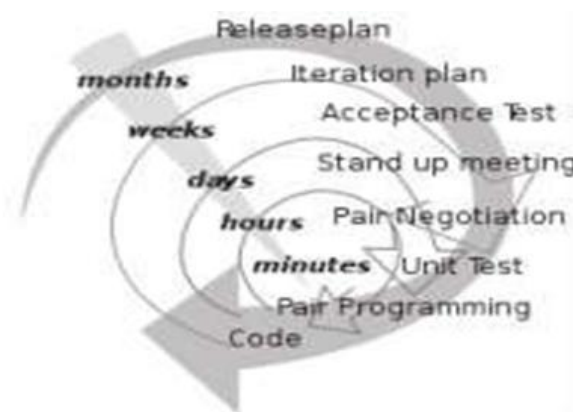 Releaseplan
months
Iteration plan
Acceptance Test
weeks
Stand up meeting
days
hours
Pair Negotiation
minutes
Unit Test
Pair Programming
Code